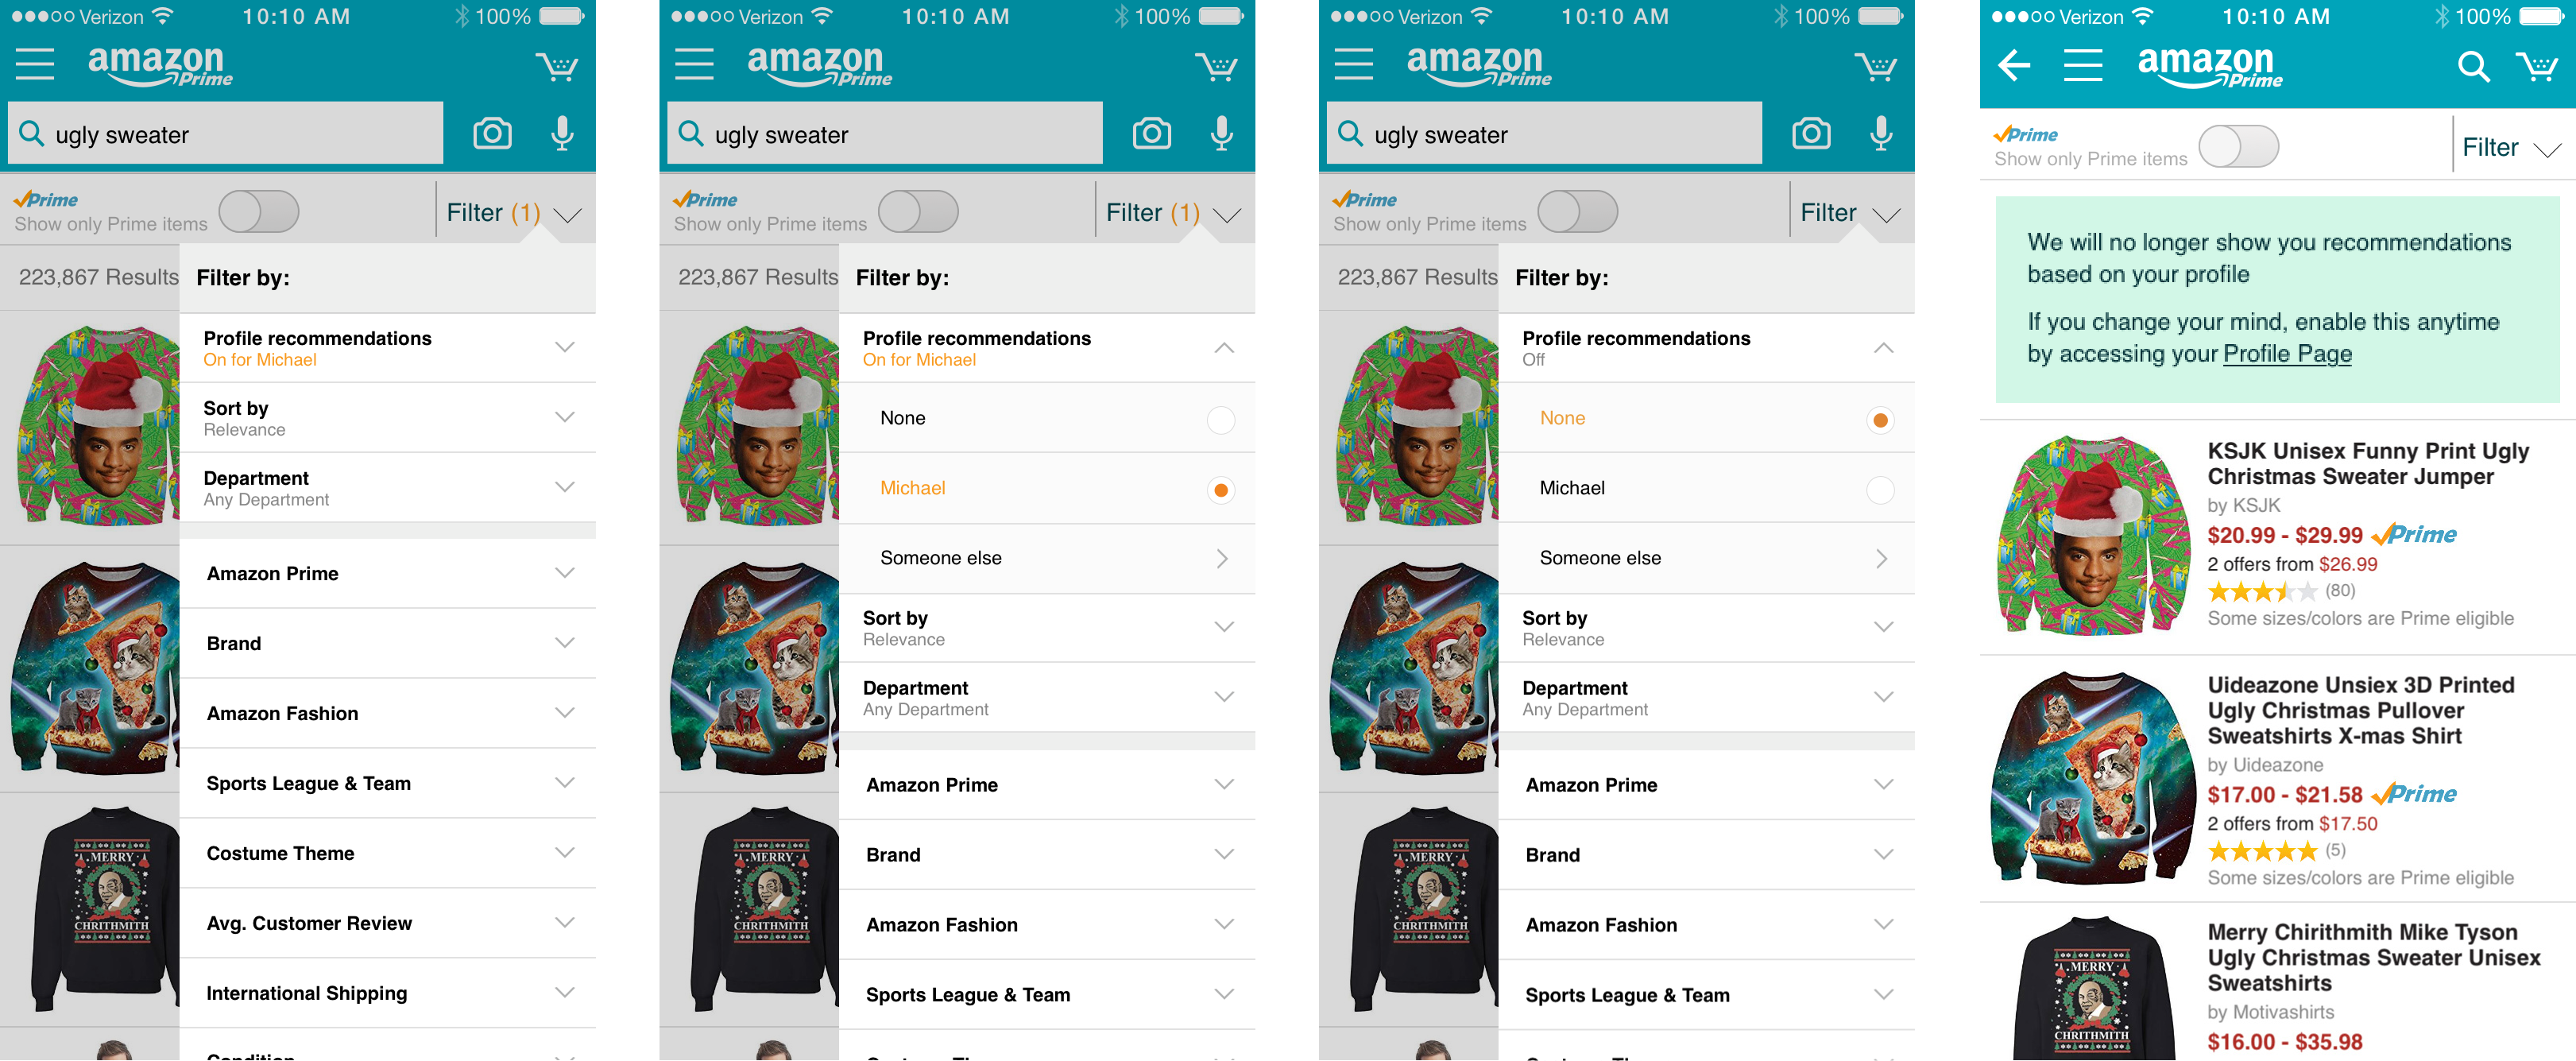 Verizon 10:10 AM 100%
amazon
Prime
ugly sweater
Prime
Show only Prime items
Filter (1)
223,867 Results
Filter by:
Profile recommendations
On for Michael
Sort by
Relevance
Department
Any Department
Amazon Prime
Brand
Amazon Fashion
Sports League & Team
Costume Theme
Avg. Customer Review
International Shipping
Condition
MERRY
CHRITHMITH
Verizon 10:10 AM 100%
amazon
Prime
ugly sweater
Prime
Show only Prime items
Filter (1)
223,867 Results
Filter by:
Profile recommendations
On for Michael
None
Michael
Someone else
Sort by
Relevance
Department
Any Department
Amazon Prime
Brand
Amazon Fashion
Sports League & Team
MERRY
CHRITHMITH
Verizon 10:10 AM 100%
amazon
Prime
ugly sweater
Prime
Show only Prime items
Filter
223,867 Results
Filter by:
Profile recommendations
Off
None
Michael
Someone else
Sort by
Relevance
Department
Any Department
Amazon Prime
Brand
Amazon Fashion
Sports League & Team
MERRY
CHRITHMITH
Verizon 10:10 AM 100%
amazon
Prime
Prime
Show only Prime items
Filter
We will no longer show you recommendations
based on your profile
If you change your mind, enable this anytime
by accessing your Profile Page
KSJK Unisex Funny Print Ugly
Christmas Sweater Jumper
by KSJK
$20.99 - $29.99 Prime
2 offers from $26.99
(80)
Some sizes/colors are Prime eligible
Uideazone Unsiex 3D Printed
Ugly Christmas Pullover
Sweatshirts X-mas Shirt
by Uideazone
$17.00 - $21.58 Prime
2 offers from $17.50
(5)
Some sizes/colors are Prime eligible
Merry Chirithmith Mike Tyson
Ugly Christmas Sweater Unisex
Sweatshirts
by Motivashirts
$16.00 - $35.98
MERRY
CHRITHMITH